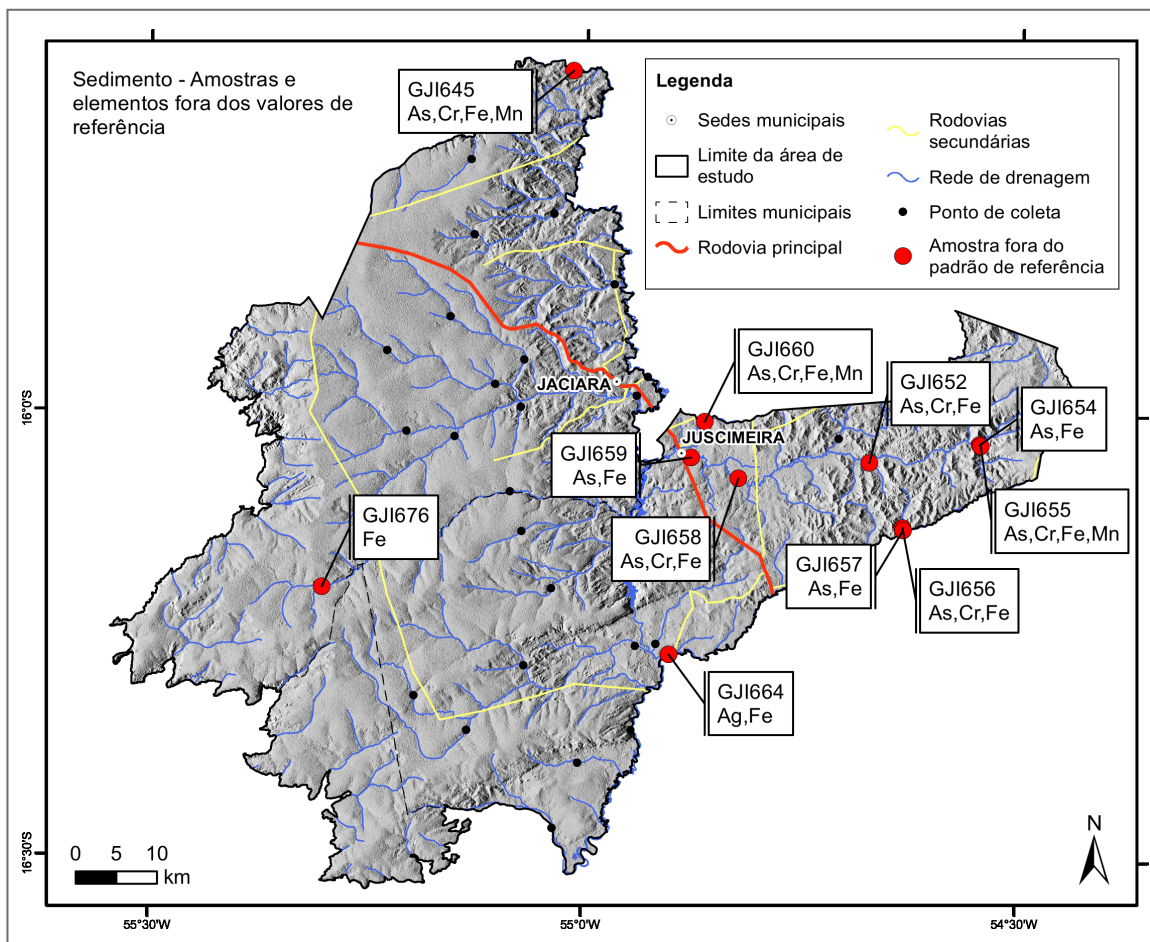 Sedimento - Amostras e
elementos fora dos valores de
referência
GJI645
As,Cr,Fe,Mn
Legenda
Sedes municipais
Limite da área de
estudo
Limites municipais
Rodovia principal
Rodovias
secundárias
Rede de drenagem
Ponto de coleta
Amostra fora do
padrão de referência
GJI660
As,Cr,Fe,Mn
GJI652
As,Cr,Fe
GJI654
As,Fe
JACIARA
JUSCIMEIRA
GJI659
As,Fe
GJI676
Fe
GJI658
As,Cr,Fe
GJI655
As,Cr,Fe,Mn
GJI657
As,Fe
GJI656
As,Cr,Fe
GJI664
Ag,Fe
16°0'S
16°30'S
0 5 10
km
N
55°30'W
55°0'W
54°30'W